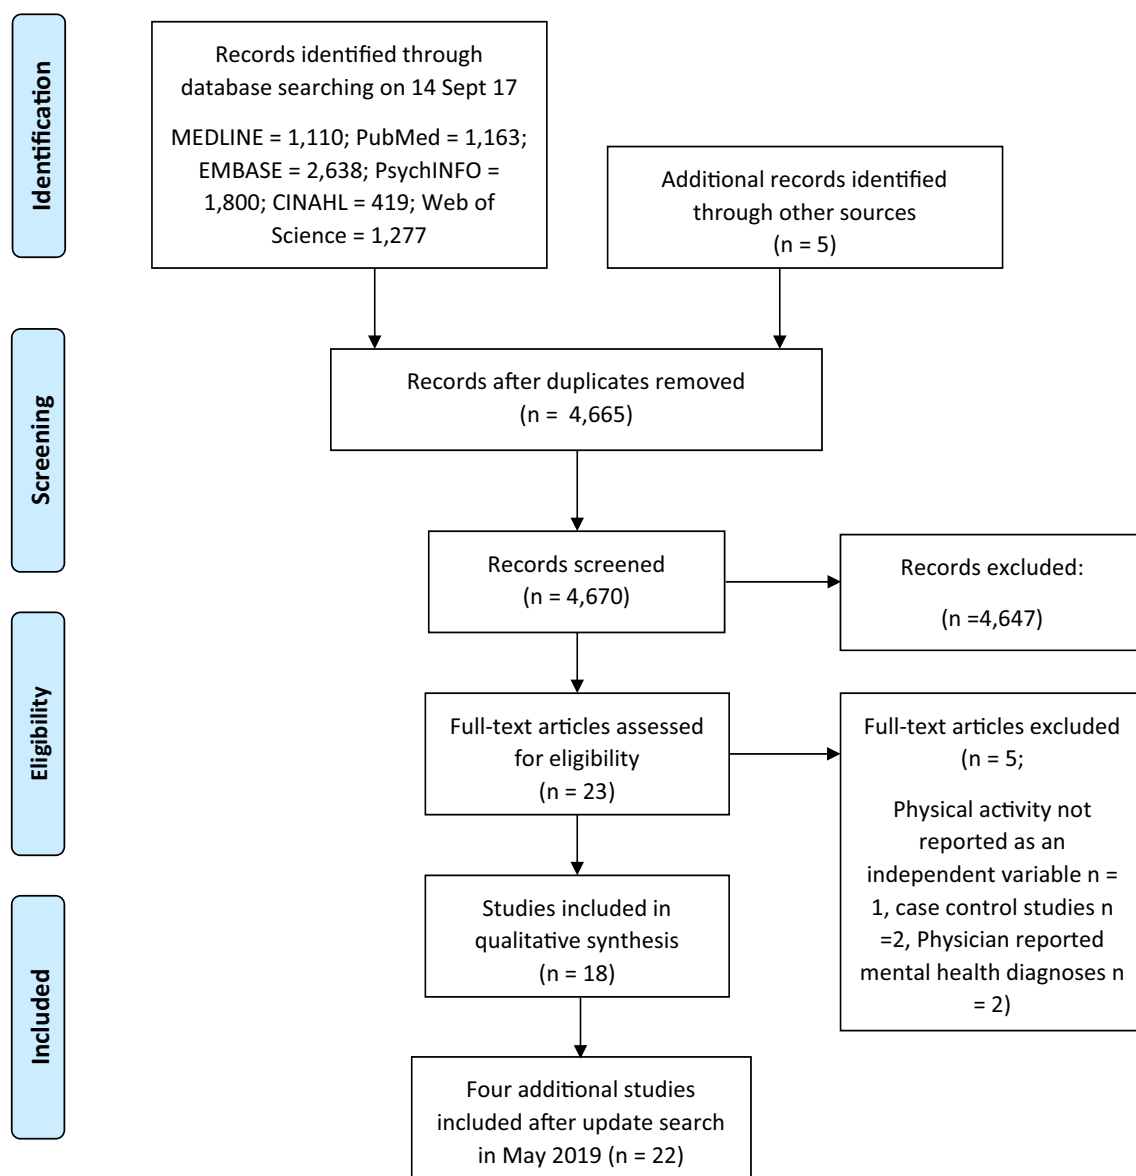 Identification
Records identified through
database searching on 14 Sept 17
MEDLINE = 1,110; PubMed = 1,163;
EMBASE = 2,638; PsychINFO =
1,800; CINAHL = 419; Web of
Science = 1,277
Additional records identified
through other sources
(n = 5)
Screening
Records after duplicates removed
(n =  4,665)
Records screened
(n = 4,670)
Records excluded:
(n =4,647)
Eligibility
Full-text articles assessed
for eligibility
(n = 23)
Full-text articles excluded
(n = 5;
Physical activity not
reported as an
independent variable n =
1, case control studies n
=2, Physician reported
mental health diagnoses n
= 2)
Included
Studies included in
qualitative synthesis
(n = 18)
Four additional studies
included after update search
in May 2019 (n = 22)